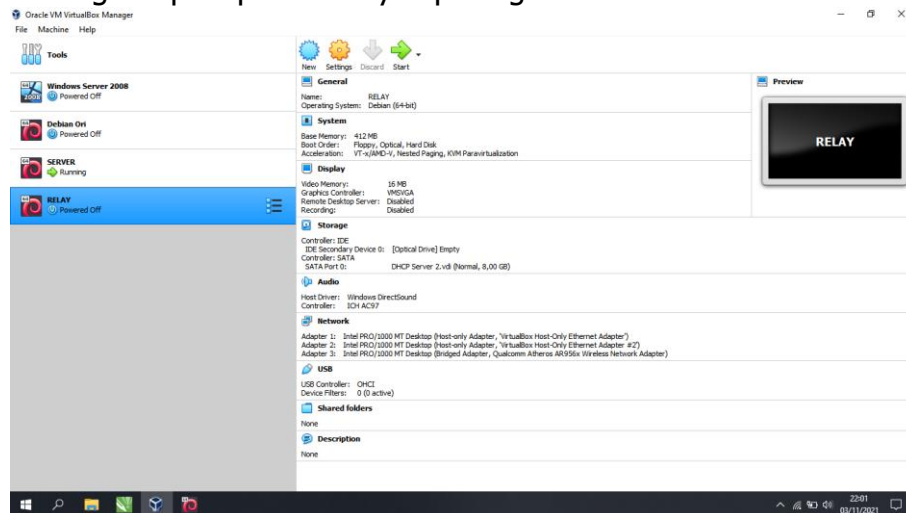 Oracle VM VirtualBox Manager
File Machine Help
Tools
New Settings Discard Start
Windows Server 2008
Powered Off
Debian Ori
Powered Off
SERVER
Running
RELAY
Powered Off
General
Name: RELAY
Operating System: Debian (64-bit)
System
Base Memory: 412 MB
Boot Order: Floppy, Optical, Hard Disk
Acceleration: VT-x/AMD-V, Nested Paging, KVM Paravirtualization
Display
Video Memory: 16 MB
Graphics Controller: VMSVGA
Remote Desktop Server: Disabled
Recording: Disabled
Storage
Controller: IDE
IDE Secondary Device 0: [Optical Drive] Empty
Controller: SATA
SATA Port 0: DHCP Server 2.vdi (Normal, 8,00 GB)
Audio
Host Driver: Windows DirectSound
Controller: ICH AC97
Network
Adapter 1: Intel PRO/1000 MT Desktop (Host-only Adapter, 'VirtualBox Host-Only Ethernet Adapter')
Adapter 2: Intel PRO/1000 MT Desktop (Host-only Adapter, 'VirtualBox Host-Only Ethernet Adapter #2')
Adapter 3: Intel PRO/1000 MT Desktop (Bridged Adapter, Qualcomm Atheros AR956x Wireless Network Adapter)
USB
USB Controller: OHCI
Device Filters: 0 (0 active)
Shared folders
None
Description
None
Preview
RELAY
22:01
03/11/2021